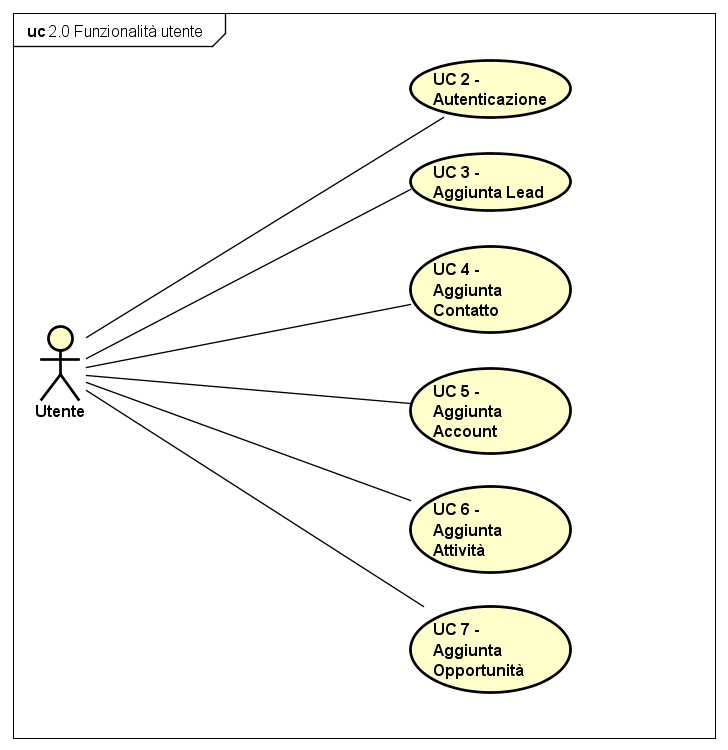 uc 2.0 Funzionalità utente
UC 2 -
Autenticazione
UC 3 -
Aggiunta Lead
UC 4 -
Aggiunta
Contatto
Utente
UC 5 -
Aggiunta
Account
UC 6 -
Aggiunta
Attività
UC 7 -
Aggiunta
Opportunità